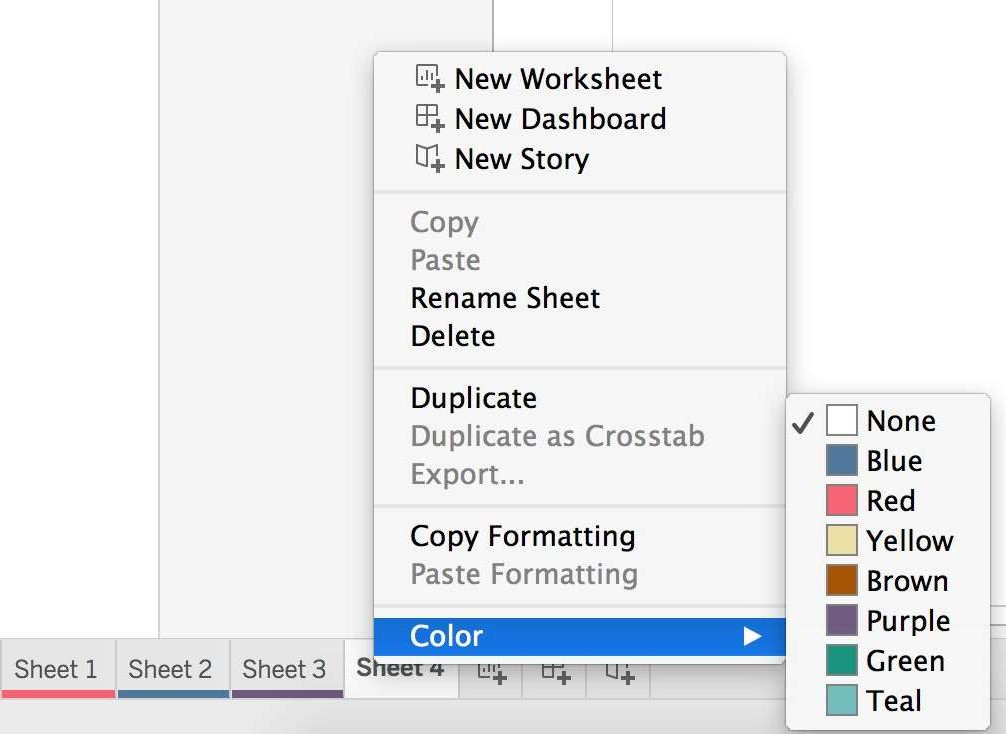 New Worksheet
New Dashboard
New Story
Copy
Paste
Rename Sheet
Delete
Duplicate
Duplicate as Crosstab
Export...
Copy Formatting
Paste Formatting
Color
None
Blue
Red
Yellow
Brown
Purple
Green
Teal
Sheet 1 Sheet 2 Sheet 3 Sheet 4